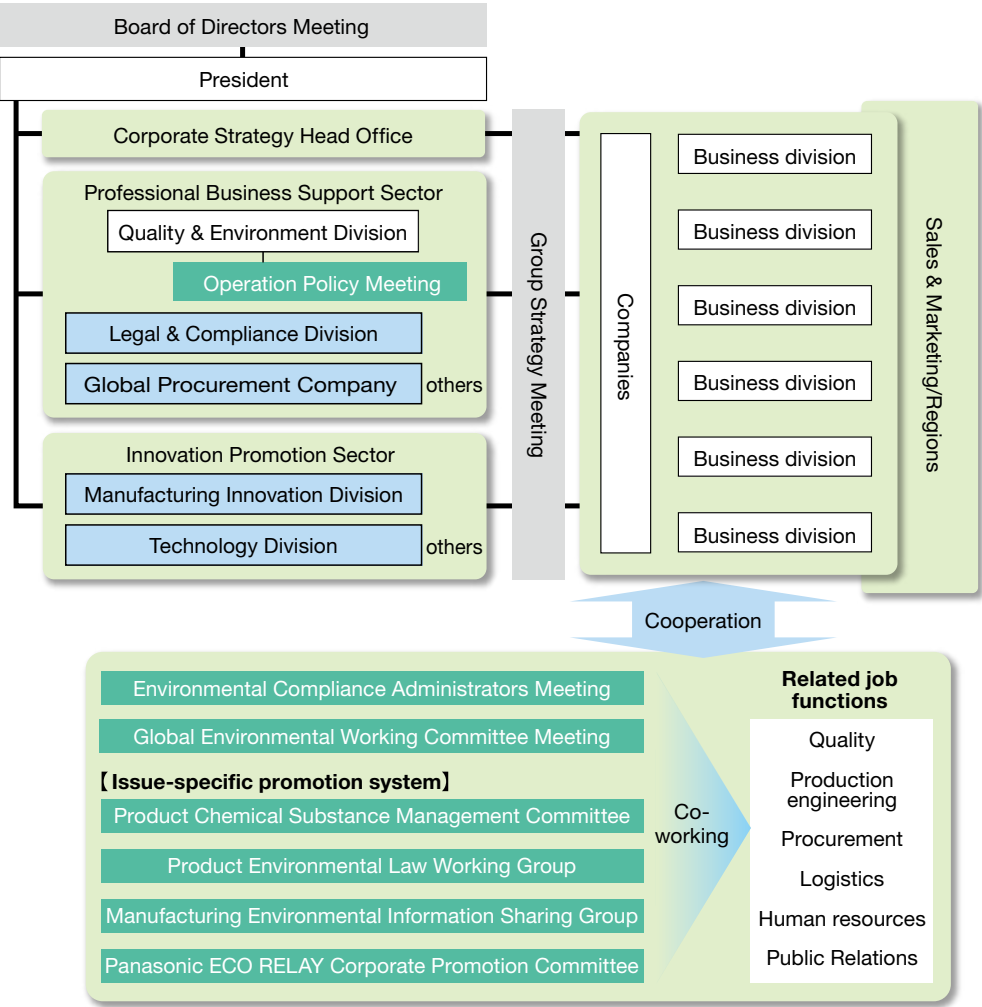 Board of Directors Meeting
President
Corporate Strategy Head Office
Professional Business Support Sector
Quality & Environment Division
Operation Policy Meeting
Legal & Compliance Division
Global Procurement Company
others
Innovation Promotion Sector
Manufacturing Innovation Division
Technology Division
others
Group Strategy Meeting
Companies
Business division
Business division
Business division
Business division
Business division
Business division
Sales & Marketing/Regions
Cooperation
Environmental Compliance Administrators Meeting
Global Environmental Working Committee Meeting
【Issue-specific promotion system】
Product Chemical Substance Management Committee
Product Environmental Law Working Group
Manufacturing Environmental Information Sharing Group
Panasonic ECO RELAY Corporate Promotion Committee
Co-
working
Related job
functions
Quality
Production
engineering
Procurement
Logistics
Human resources
Public Relations